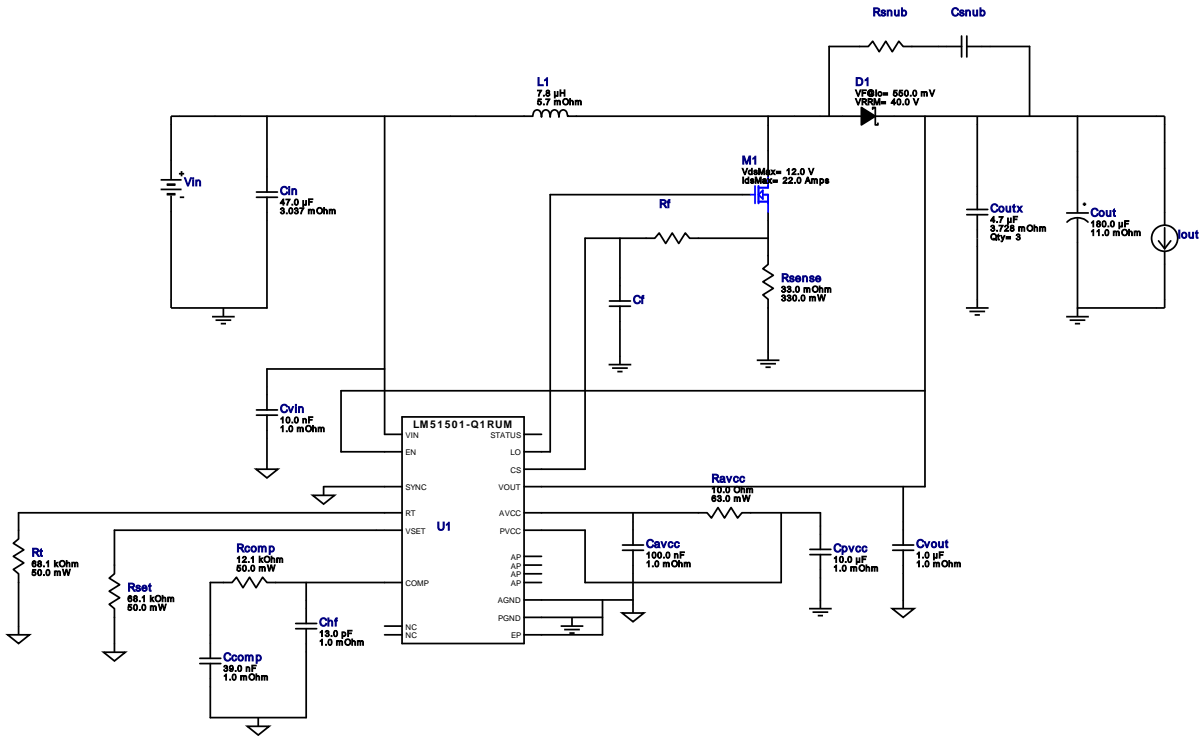 Rsnub
Csnub
L1
7.8 µH
5.7 mOhm
D1
VF@Io= 550.0 mV
VRRM= 40.0 V
+
Vin
-
Cin
47.0 µF
3.037 mOhm
M1
VdsMax= 12.0 V
IdsMax= 22.0 Amps
Rf
Cf
Rsense
33.0 mOhm
330.0 mW
Coutx
4.7 µF
3.728 mOhm
Qty= 3
+
Cout
180.0 µF
11.0 mOhm
Iout
Cvin
10.0 nF
1.0 mOhm
LM51501-Q1RUM
VIN
EN
SYNC
RT
VSET
COMP
NC
NC
STATUS
LO
CS
VOUT
AVCC
PVCC
AP
AP
AP
AP
AGND
PGND
EP
U1
Ravcc
10.0 Ohm
63.0 mW
Cavcc
100.0 nF
1.0 mOhm
Cpvcc
10.0 µF
1.0 mOhm
Cvout
1.0 µF
1.0 mOhm
Rt
68.1 kOhm
50.0 mW
Rset
68.1 kOhm
50.0 mW
Rcomp
12.1 kOhm
50.0 mW
Chf
13.0 pF
1.0 mOhm
Ccomp
39.0 nF
1.0 mOhm